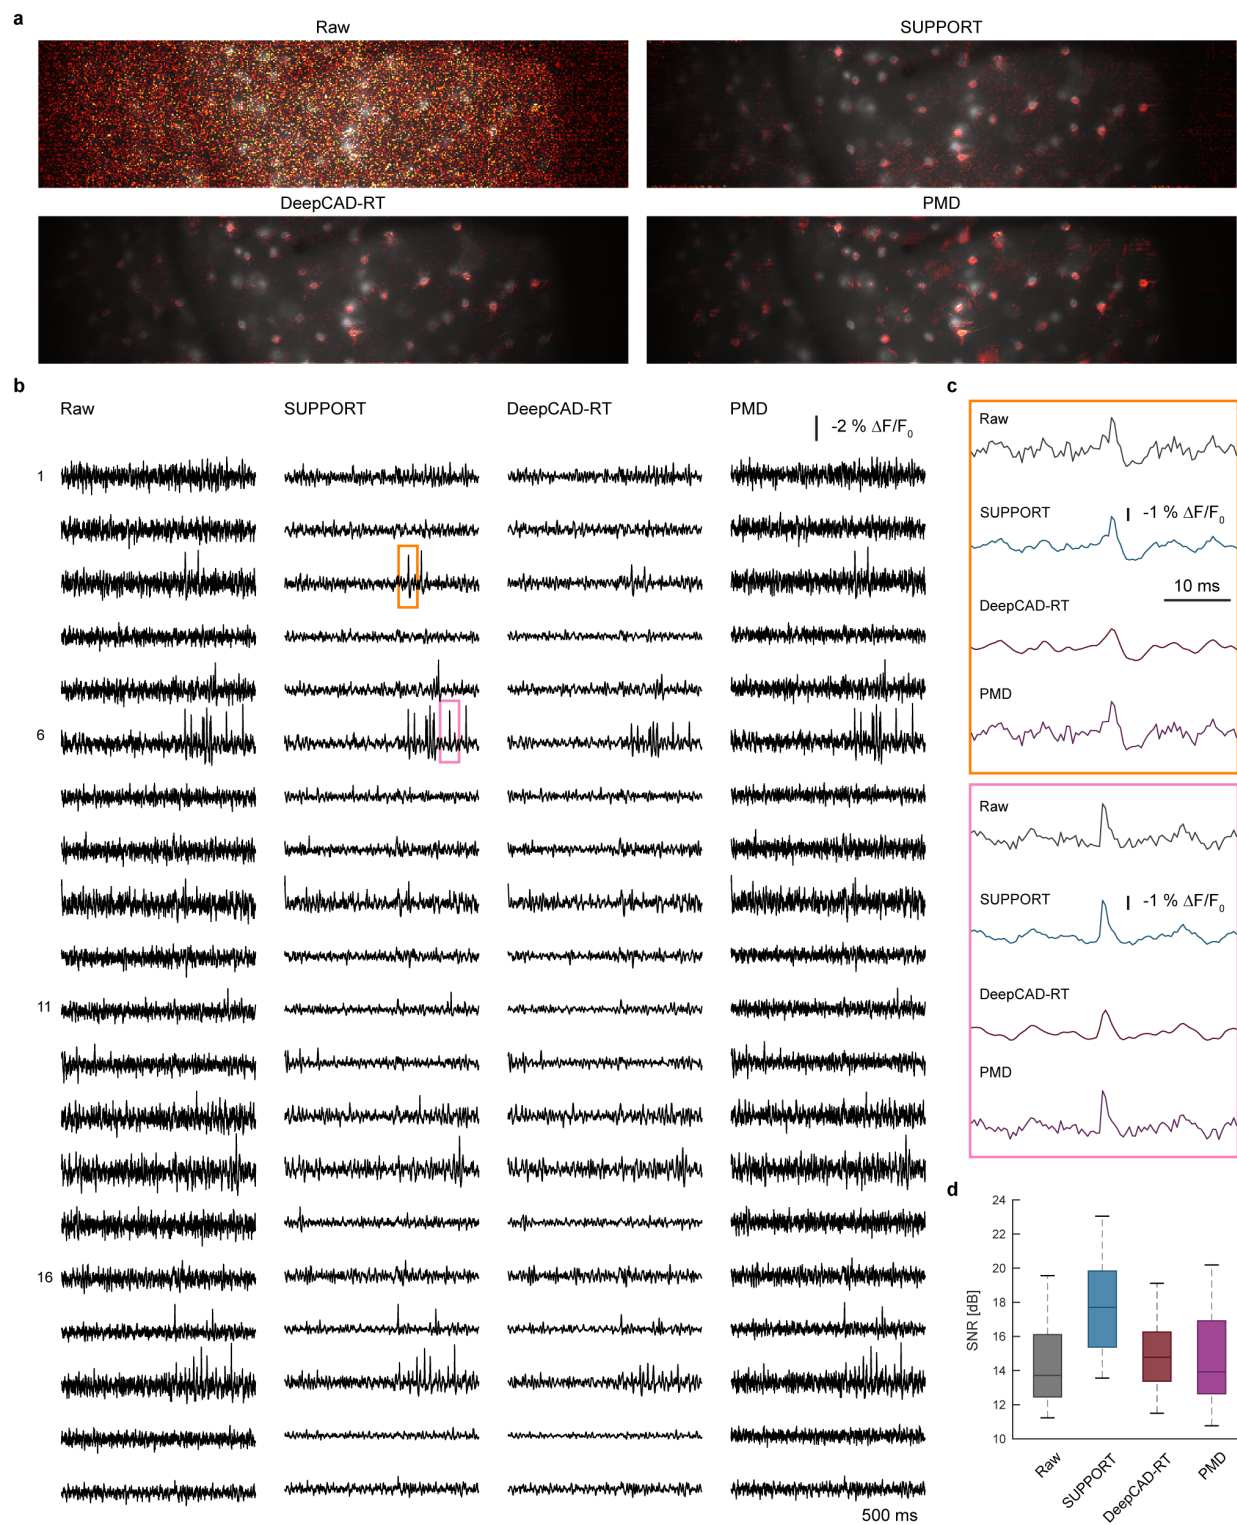 a
Raw
SUPPORT
DeepCAD-RT
PMD
b
Raw
SUPPORT
DeepCAD-RT
PMD
-2 % ΔF/F₀
1
6
11
16
500 ms
c
Raw
SUPPORT
-1 % ΔF/F₀
DeepCAD-RT
10 ms
PMD
Raw
SUPPORT
-1 % ΔF/F₀
DeepCAD-RT
PMD
d
SNR [dB]
24
22
20
18
16
14
12
10
Raw
SUPPORT
DeepCAD-RT
PMD